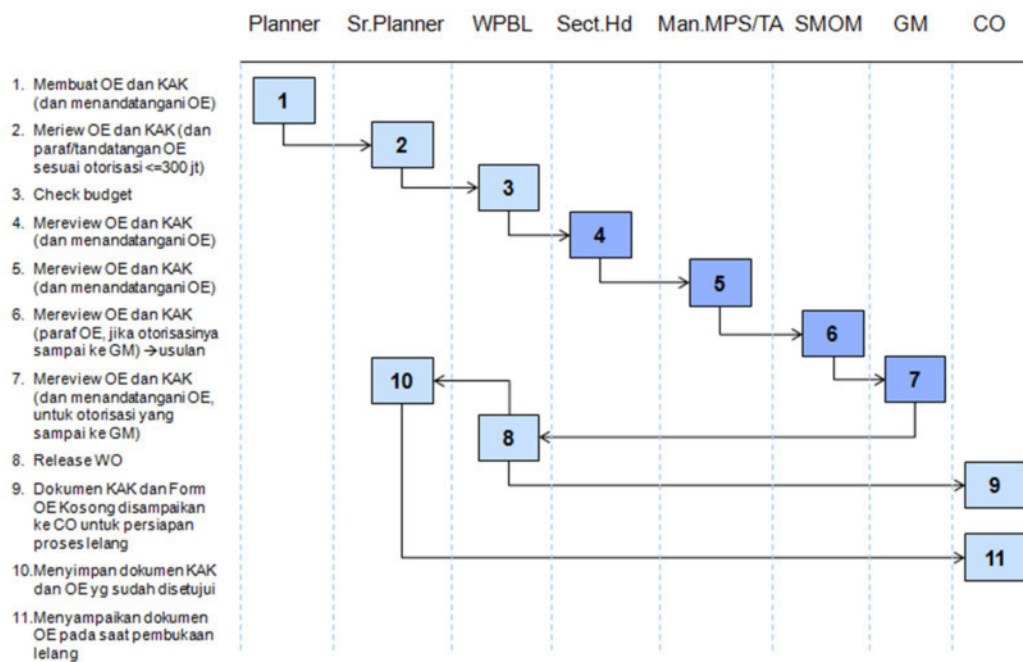 Planner Sr.Planner WPBL Sect.Hd Man.MPS/TA SMOM GM CO
1. Membuat OE dan KAK
(dan menandatangani OE)
2. Meriew OE dan KAK (dan
paraf/tandatangan OE
sesuai otorisasi <=300 jt)
3. Check budget
4. Mereview OE dan KAK
(dan menandatangani OE)
5. Mereview OE dan KAK
(dan menandatangani OE)
6. Mereview OE dan KAK
(paraf OE, jika otorisasinya
sampai ke GM) →usulan
7. Mereview OE dan KAK
(dan menandatangani OE,
untuk otorisasi yang
sampai ke GM)
8. Release WO
9. Dokumen KAK dan Form
OE Kosong disampaikan
ke CO untuk persiapan
proses lelang
10.Menyimpan dokumen KAK
dan OE yg sudah disetujui
11.Menyampaikan dokumen
OE pada saat pembukaan
lelang
1
2
3
4
5
6
10
7
8
9
11